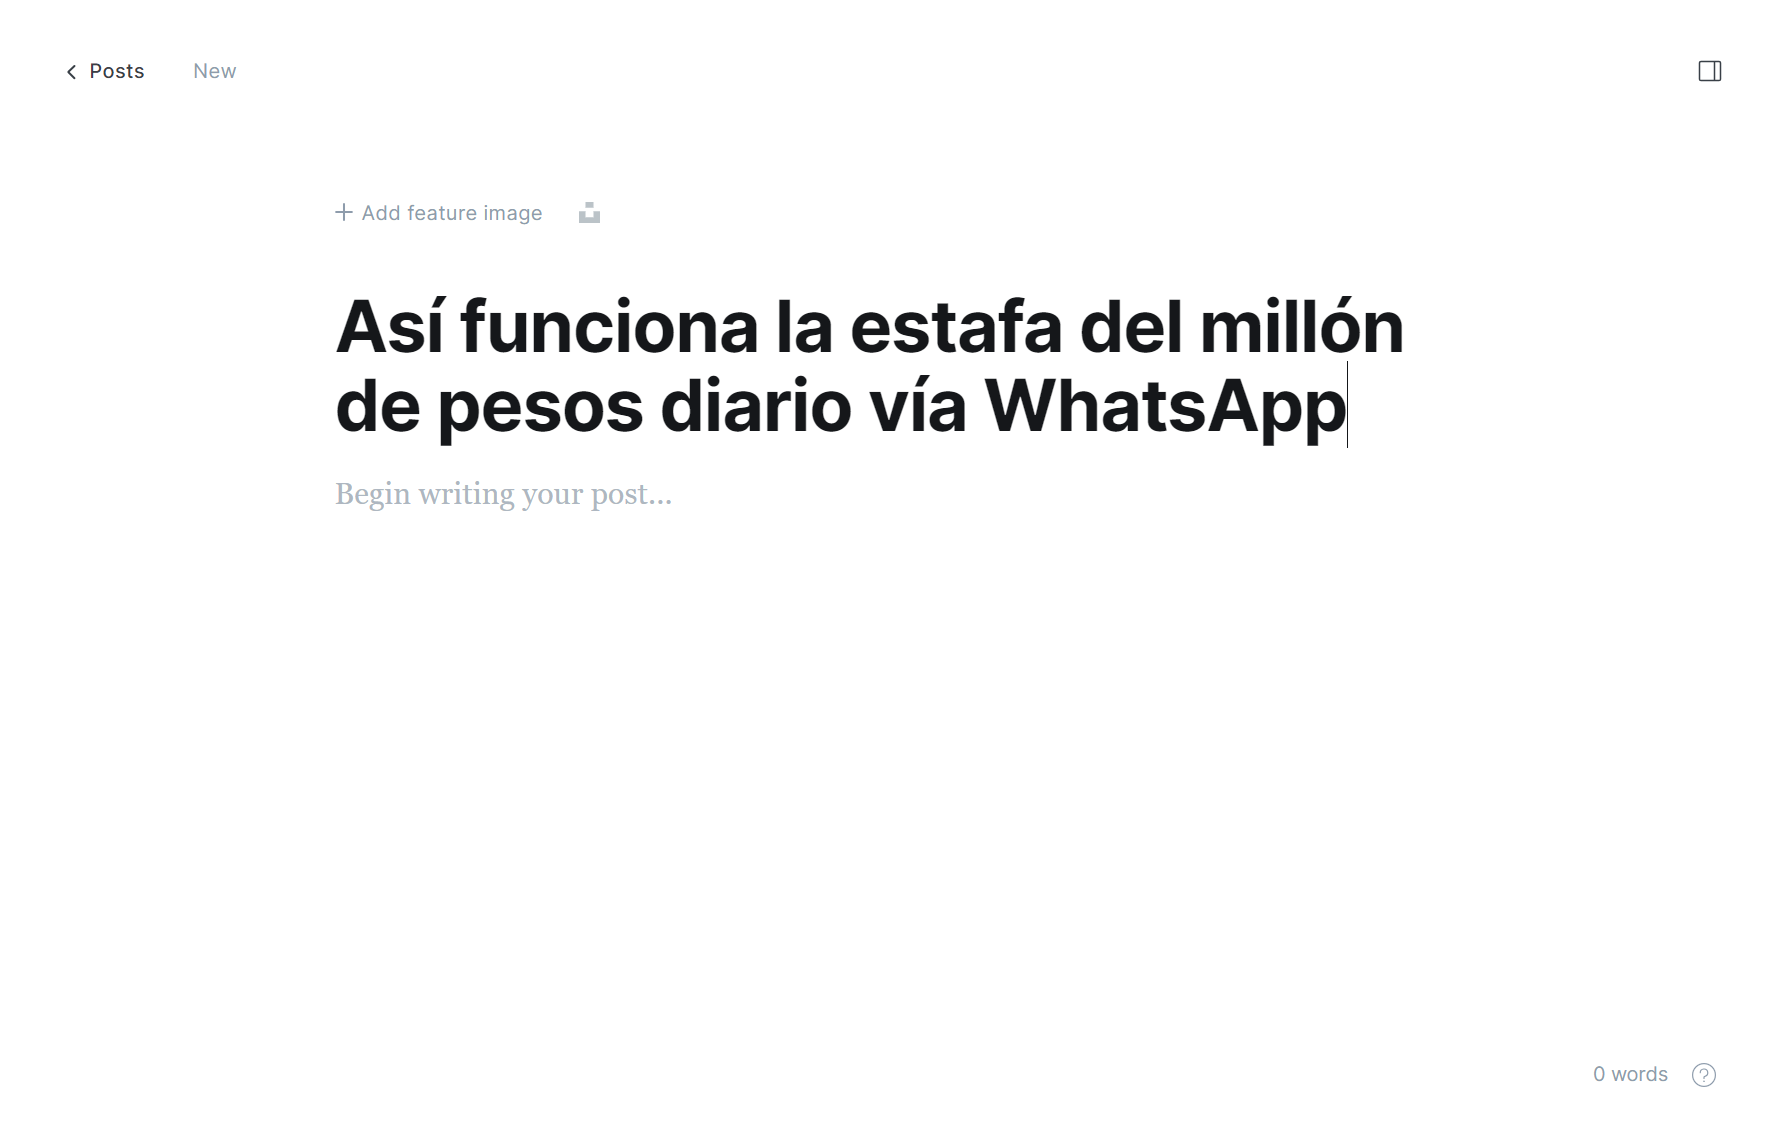 Posts
New
Add feature image
Así funciona la estafa del millón
de pesos diario vía WhatsApp
Begin writing your post...
0 words
?